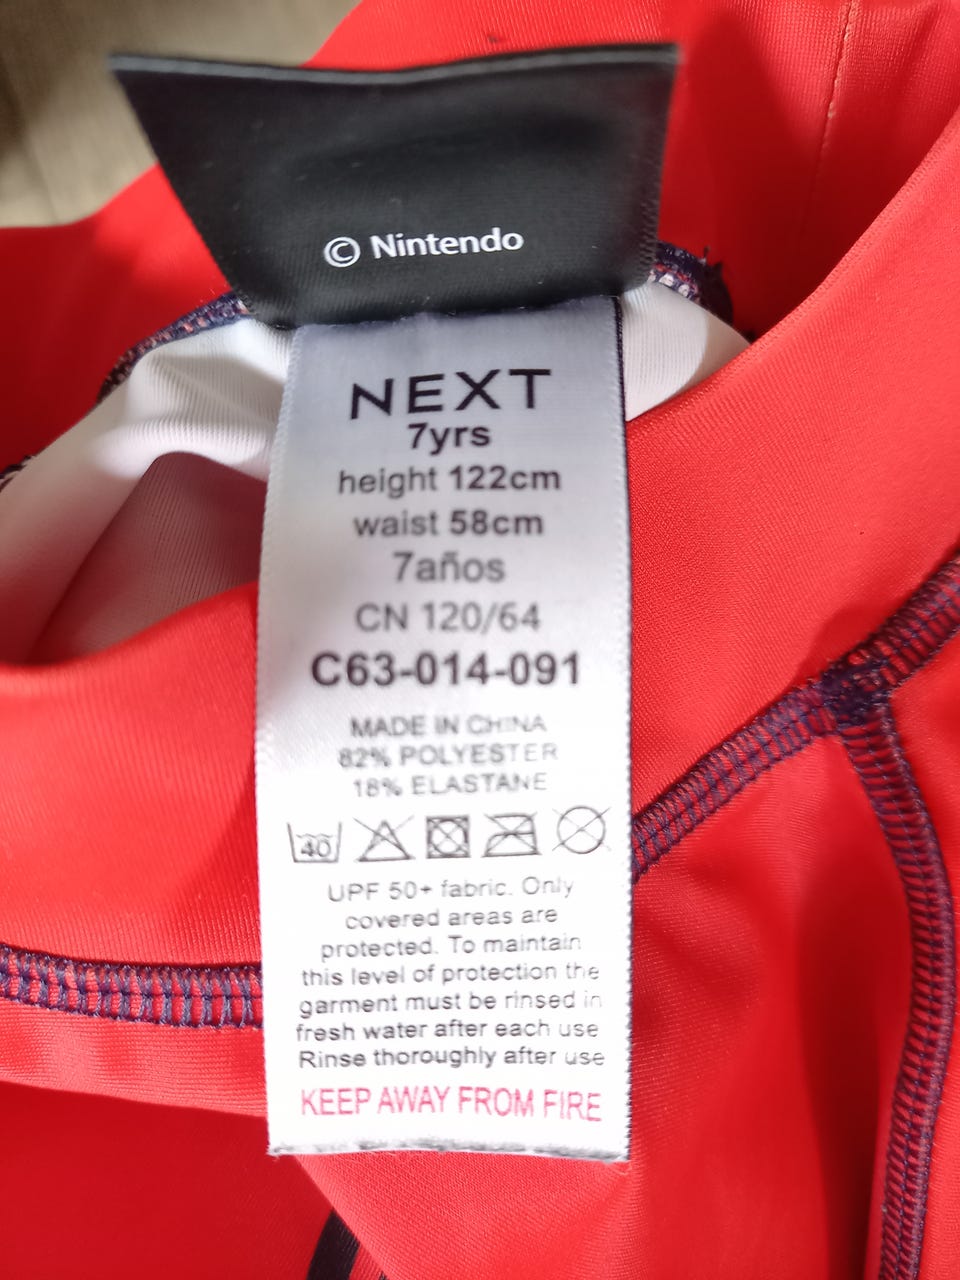 © Nintendo
NEXT
7yrs
height 122cm
waist 58cm
7años
CN 120/64
C63-014-091
MADE IN CHINA
82% POLYESTER
18% ELASTANE
40
UPF 50+ fabric. Only
covered areas are
protected. To maintain
this level of protection the
garment must be rinsed in
fresh water after each use
Rinse thoroughly after use
KEEP AWAY FROM FIRE